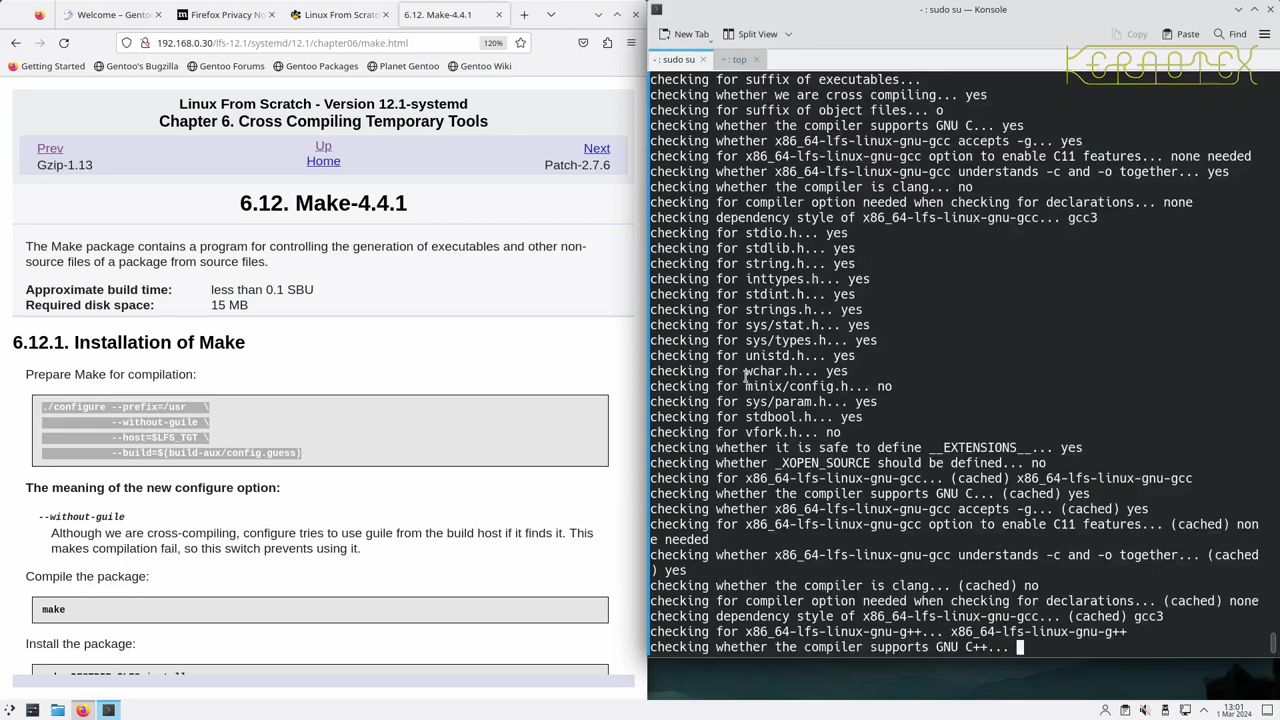 Welcome – Gento
Firefox Privacy No
Linux From Scratc
6.12. Make-4.4.1
192.168.0.30/lfs-12.1/systemd/12.1/chapter06/make.html
120%
Getting Started
Gentoo's Bugzilla
Gentoo Forums
Gentoo Packages
Planet Gentoo
Gentoo Wiki
Linux From Scratch - Version 12.1-systemd
Chapter 6. Cross Compiling Temporary Tools
Prev
Up
Next
Gzip-1.13
Home
Patch-2.7.6
6.12. Make-4.4.1
The Make package contains a program for controlling the generation of executables and other non-
source files of a package from source files.
Approximate build time: less than 0.1 SBU
Required disk space: 15 MB
6.12.1. Installation of Make
Prepare Make for compilation:
./configure --prefix=/usr \
--without-guile \
--host=$LFS_TGT \
--build=$(build-aux/config.guess)
The meaning of the new configure option:
--without-guile
Although we are cross-compiling, configure tries to use guile from the build host if it finds it. This
makes compilation fail, so this switch prevents using it.
Compile the package:
make
Install the package:
- : sudo su — Konsole
New Tab
Split View
Copy
Paste
Find
- : sudo su
~ : top
KERNOTEX
checking for suffix of executables...
checking whether we are cross compiling... yes
checking for suffix of object files... o
checking whether the compiler supports GNU C... yes
checking whether x86_64-lfs-linux-gnu-gcc accepts -g... yes
checking for x86_64-lfs-linux-gnu-gcc option to enable C11 features... none needed
checking whether x86_64-lfs-linux-gnu-gcc understands -c and -o together... yes
checking whether the compiler is clang... no
checking for compiler option needed when checking for declarations... none
checking dependency style of x86_64-lfs-linux-gnu-gcc... gcc3
checking for stdio.h... yes
checking for stdlib.h... yes
checking for string.h... yes
checking for inttypes.h... yes
checking for stdint.h... yes
checking for strings.h... yes
checking for sys/stat.h... yes
checking for sys/types.h... yes
checking for unistd.h... yes
checking for wchar.h... yes
checking for minix/config.h... no
checking for sys/param.h... yes
checking for stdbool.h... yes
checking for vfork.h... no
checking whether it is safe to define __EXTENSIONS__... yes
checking whether _XOPEN_SOURCE should be defined... no
checking for x86_64-lfs-linux-gnu-gcc... (cached) x86_64-lfs-linux-gnu-gcc
checking whether the compiler supports GNU C... (cached) yes
checking whether x86_64-lfs-linux-gnu-gcc accepts -g... (cached) yes
checking for x86_64-lfs-linux-gnu-gcc option to enable C11 features... (cached) non
e needed
checking whether x86_64-lfs-linux-gnu-gcc understands -c and -o together... (cached
) yes
checking whether the compiler is clang... (cached) no
checking for compiler option needed when checking for declarations... (cached) none
checking dependency style of x86_64-lfs-linux-gnu-gcc... (cached) gcc3
checking for x86_64-lfs-linux-gnu-g++... x86_64-lfs-linux-gnu-g++
checking whether the compiler supports GNU C++...
13:01
1 Mar 2024